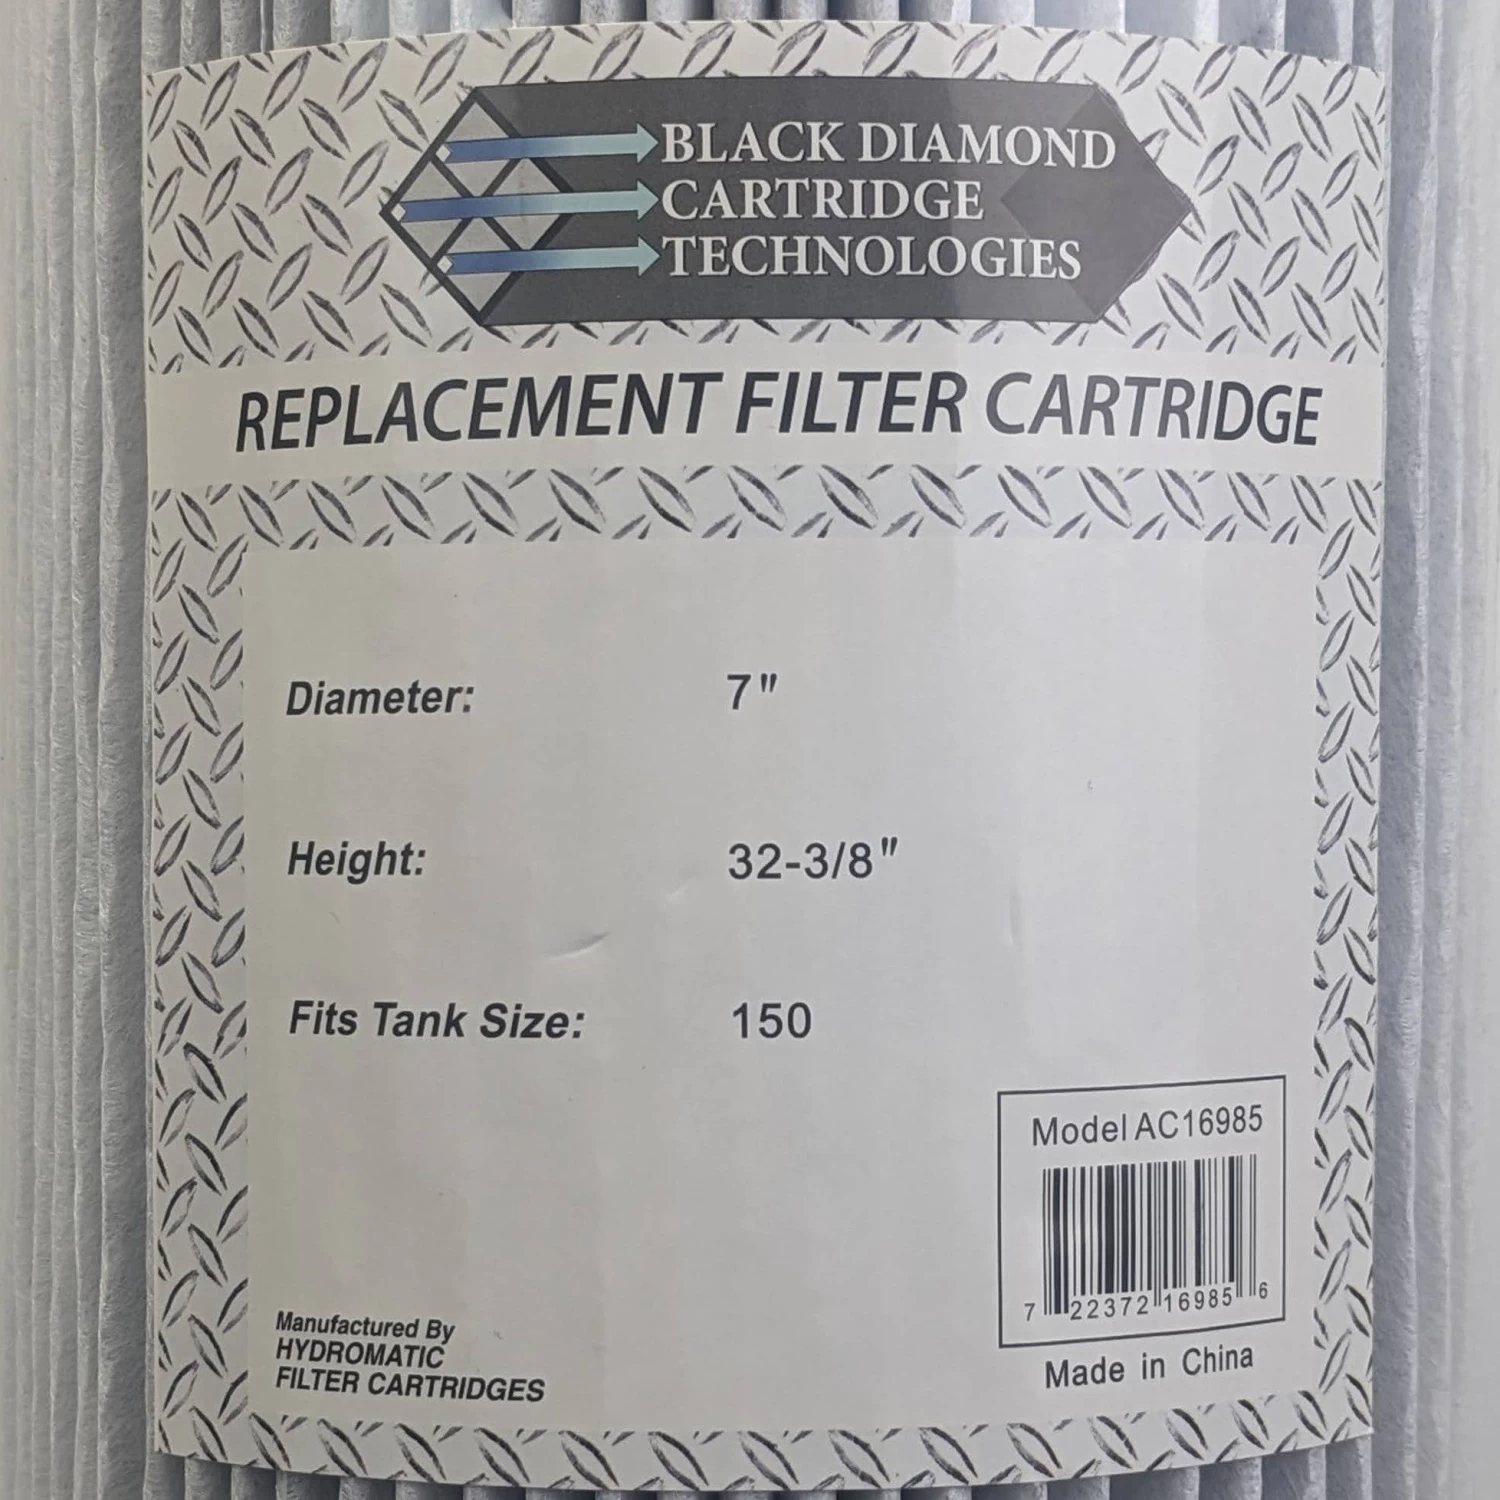 BLACK DIAMOND
CARTRIDGE
TECHNOLOGIES
REPLACEMENT FILTER CARTRIDGE
Diameter: 7"
Height: 32-3/8"
Fits Tank Size: 150
Model AC16985
7 22372 16985 6
Made in China
Manufactured By
HYDROMATIC
FILTER CARTRIDGES